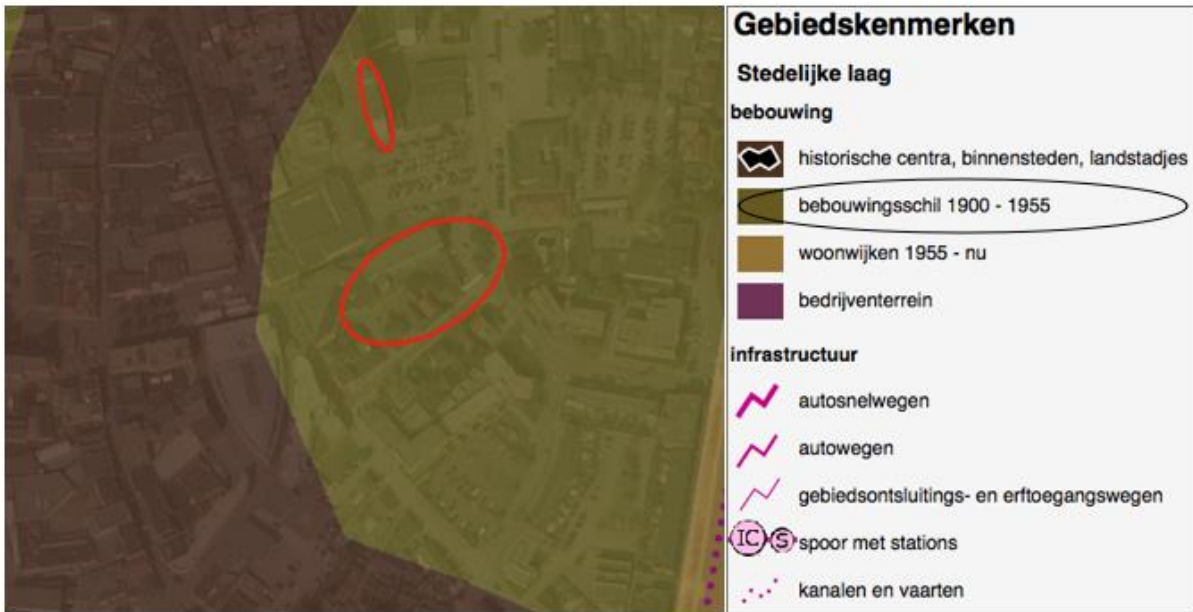 Gebiedskenmerken
Stedelijke laag
bebouwing
historische centra, binnensteden, landstadjes
bebouwingsschil 1900 - 1955
woonwijken 1955 - nu
bedrijventerrein
infrastructuur
autosnelwegen
autowegen
gebiedsontsluitings- en erftoegangswegen
IC S spoor met stations
kanalen en vaarten